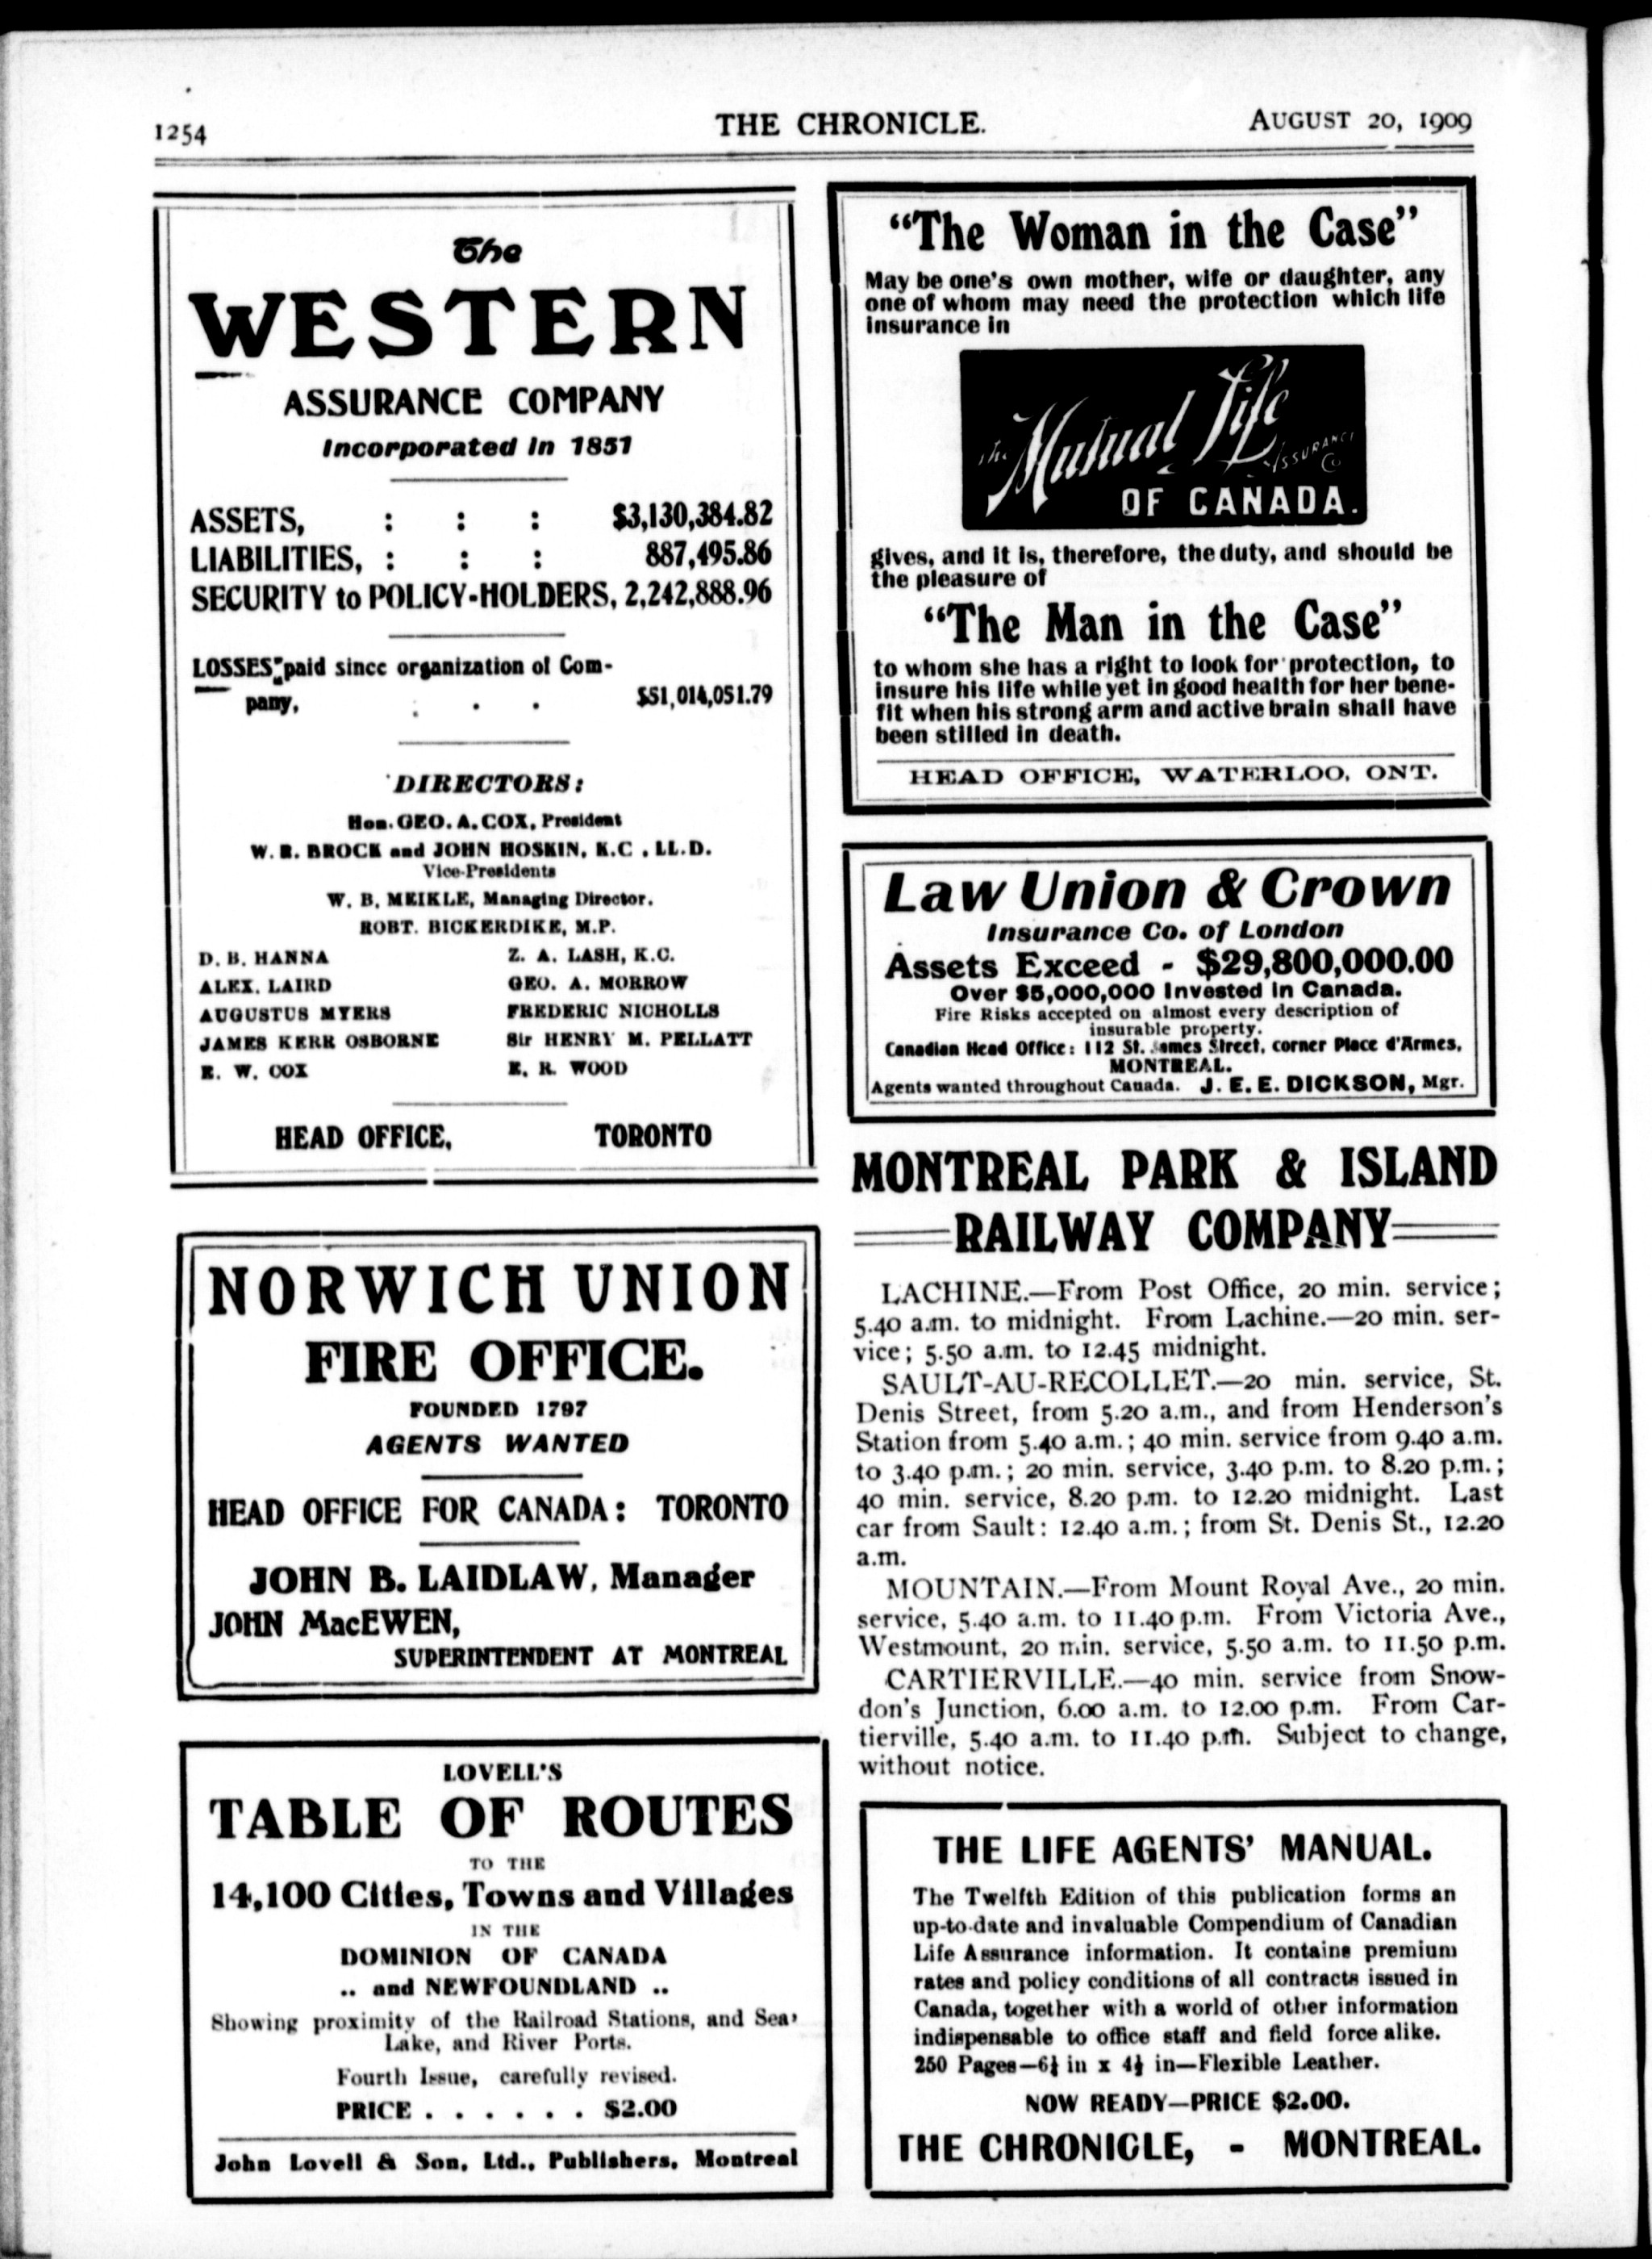 1254
THE CHRONICLE.
AUGUST 20, 1909
The
WESTERN
ASSURANCE COMPANY
Incorporated in 1851
ASSETS, : : : $3,130,384.82
LIABILITIES, : : : 887,495.86
SECURITY to POLICY-HOLDERS, 2,242,888.96
LOSSES paid since organization of Com-
pany, . . . $51,014,051.79
DIRECTORS:
Hon. GEO. A. COX, President
W. R. BROCK and JOHN HOSKIN, K.C., LL.D.
Vice-Presidents
W. B. MEIKLE, Managing Director.
ROBT. BICKERDIKE, M.P.
D. B. HANNA Z. A. LASH, K.C.
ALEX. LAIRD GEO. A. MORROW
AUGUSTUS MYERS FREDERIC NICHOLLS
JAMES KERR OSBORNE Sir HENRY M. PELLATT
E. W. COX E. R. WOOD
HEAD OFFICE, TORONTO
NORWICH UNION
FIRE OFFICE.
FOUNDED 1797
AGENTS WANTED
HEAD OFFICE FOR CANADA: TORONTO
JOHN B. LAIDLAW, Manager
JOHN MacEWEN,
SUPERINTENDENT AT MONTREAL
LOVELL'S
TABLE OF ROUTES
TO THE
14,100 Cities, Towns and Villages
IN THE
DOMINION OF CANADA
.. and NEWFOUNDLAND ..
Showing proximity of the Railroad Stations, and Sea,
Lake, and River Ports.
Fourth Issue, carefully revised.
PRICE . . . . . . $2.00
John Lovell & Son, Ltd., Publishers, Montreal
"The Woman in the Case"
May be one's own mother, wife or daughter, any
one of whom may need the protection which life
insurance in
The Mutual Life
ASSURANCE CO
OF CANADA.
gives, and it is, therefore, the duty, and should be
the pleasure of
"The Man in the Case"
to whom she has a right to look for protection, to
insure his life while yet in good health for her bene-
fit when his strong arm and active brain shall have
been stilled in death.
HEAD OFFICE, WATERLOO, ONT.
Law Union & Crown
Insurance Co. of London
Assets Exceed - $29,800,000.00
Over $5,000,000 Invested in Canada.
Fire Risks accepted on almost every description of
insurable property.
Canadian Head Office: 112 St. James Street, corner Place d'Armes,
MONTREAL.
Agents wanted throughout Canada. J. E. E. DICKSON, Mgr.
MONTREAL PARK & ISLAND
RAILWAY COMPANY
LACHINE.—From Post Office, 20 min. service;
5.40 a.m. to midnight. From Lachine.—20 min. ser-
vice; 5.50 a.m. to 12.45 midnight.
SAULT-AU-RECOLLET.—20 min. service, St.
Denis Street, from 5.20 a.m., and from Henderson's
Station from 5.40 a.m.; 40 min. service from 9.40 a.m.
to 3.40 p.m.; 20 min. service, 3.40 p.m. to 8.20 p.m.;
40 min. service, 8.20 p.m. to 12.20 midnight. Last
car from Sault: 12.40 a.m.; from St. Denis St., 12.20
a.m.
MOUNTAIN.—From Mount Royal Ave., 20 min.
service, 5.40 a.m. to 11.40 p.m. From Victoria Ave.,
Westmount, 20 min. service, 5.50 a.m. to 11.50 p.m.
CARTIERVILLE.—40 min. service from Snow-
don's Junction, 6.00 a.m. to 12.00 p.m. From Car-
tierville, 5.40 a.m. to 11.40 p.m. Subject to change,
without notice.
THE LIFE AGENTS' MANUAL.
The Twelfth Edition of this publication forms an
up-to-date and invaluable Compendium of Canadian
Life Assurance information. It contains premium
rates and policy conditions of all contracts issued in
Canada, together with a world of other information
indispensable to office staff and field force alike.
250 Pages—6½ in x 4½ in—Flexible Leather.
NOW READY—PRICE $2.00.
THE CHRONICLE, - MONTREAL.